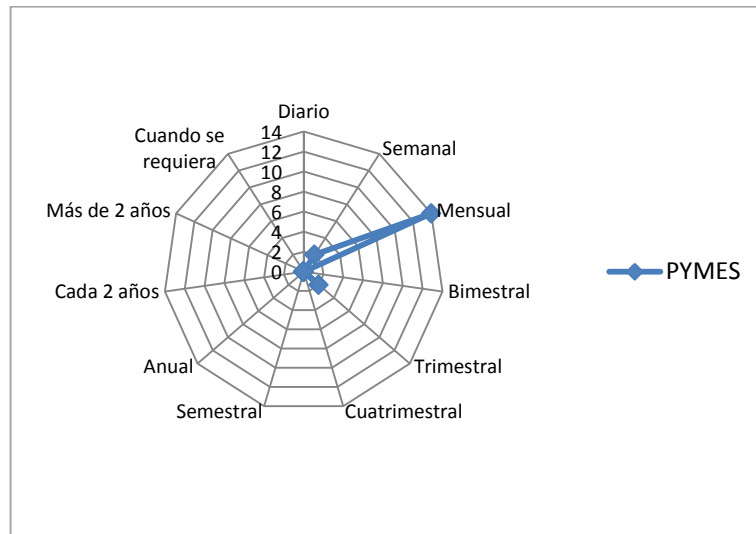 Diario
Semanal
Mensual
Bimestral
Trimestral
Cuatrimestral
Semestral
Anual
Cada 2 años
Más de 2 años
Cuando se
requiera
14
12
10
8
6
4
2
0
PYMES